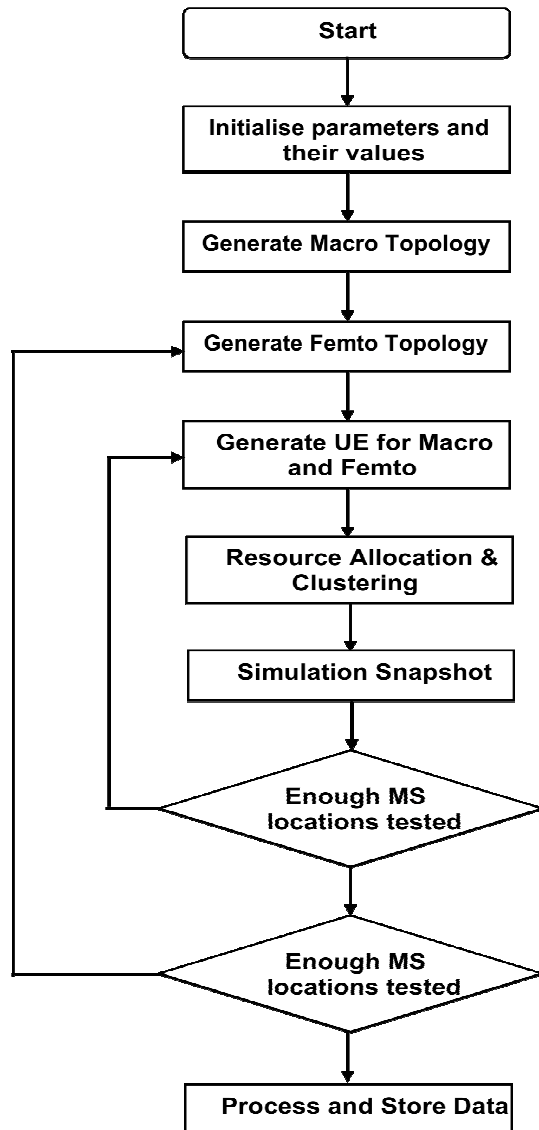 Start
Initialise parameters and
their values
Generate Macro Topology
Generate Femto Topology
Generate UE for Macro
and Femto
Resource Allocation &
Clustering
Simulation Snapshot
Enough MS
locations tested
Enough MS
locations tested
Process and Store Data